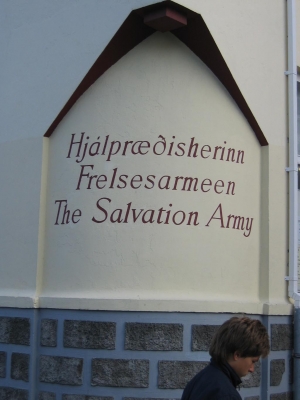 Hjálpræðisherinn
Frelsesarmeen
The Salvation Army